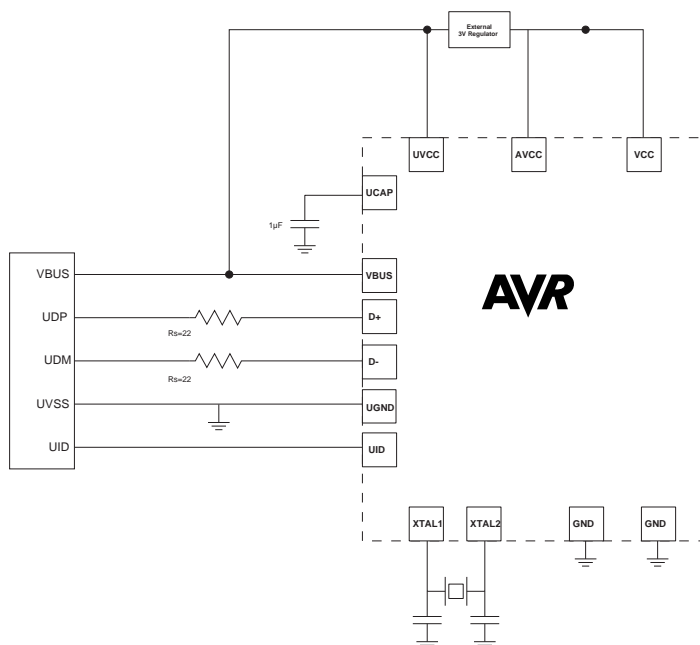 External
3V Regulator
UVCC
AVCC
VCC
UCAP
1µF
VBUS
VBUS
AVR
UDP
Rs=22
D+
UDM
Rs=22
D-
UVSS
UGND
UID
UID
XTAL1
XTAL2
GND
GND